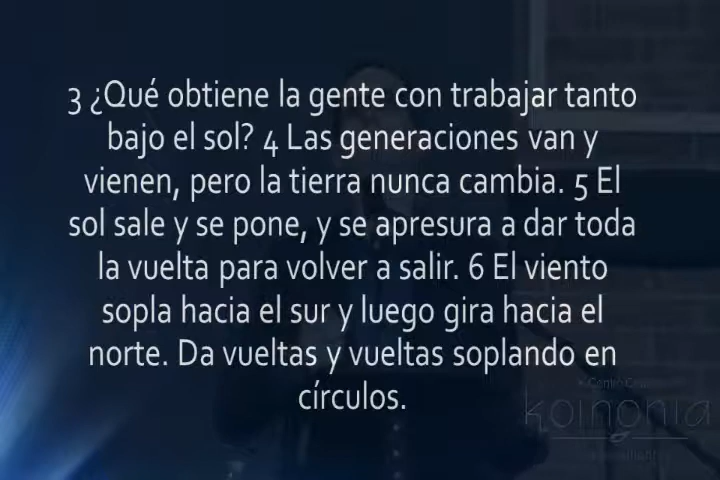 3 ¿Qué obtiene la gente con trabajar tanto
bajo el sol? 4 Las generaciones van y
vienen, pero la tierra nunca cambia. 5 El
sol sale y se pone, y se apresura a dar toda
la vuelta para volver a salir. 6 El viento
sopla hacia el sur y luego gira hacia el
norte. Da vueltas y vueltas soplando en
círculos.
koinonia